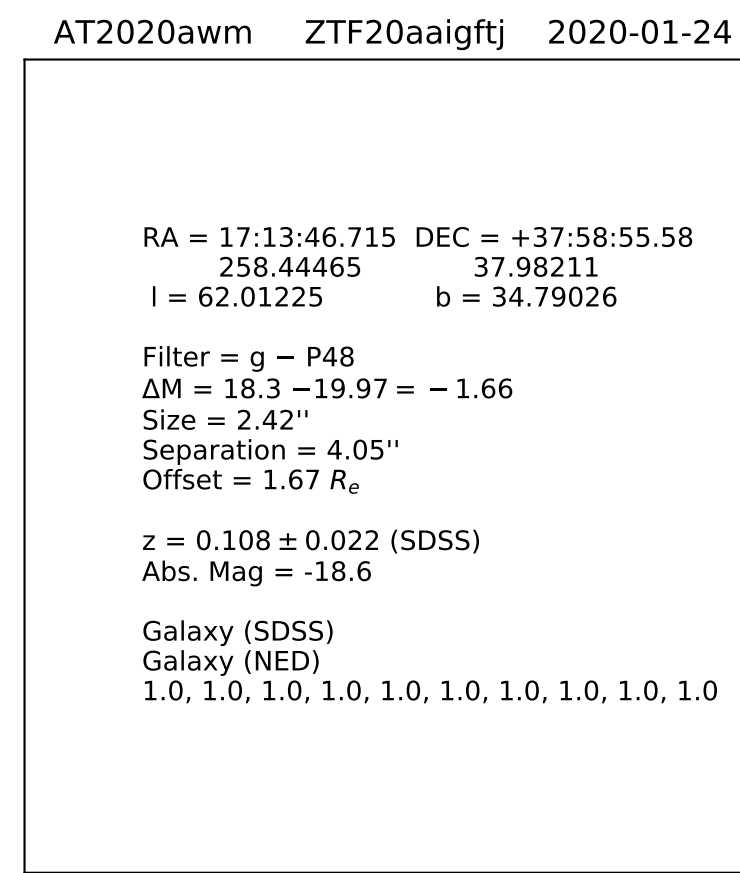 AT2020awm ZTF20aaigftj 2020-01-24
RA = 17:13:46.715 DEC = +37:58:55.58
258.44465 37.98211
l = 62.01225 b = 34.79026
Filter = g − P48
ΔM = 18.3 −19.97 = − 1.66
Size = 2.42''
Separation = 4.05''
Offset = 1.67 Rₑ
z = 0.108 ± 0.022 (SDSS)
Abs. Mag = -18.6
Galaxy (SDSS)
Galaxy (NED)
1.0, 1.0, 1.0, 1.0, 1.0, 1.0, 1.0, 1.0, 1.0, 1.0